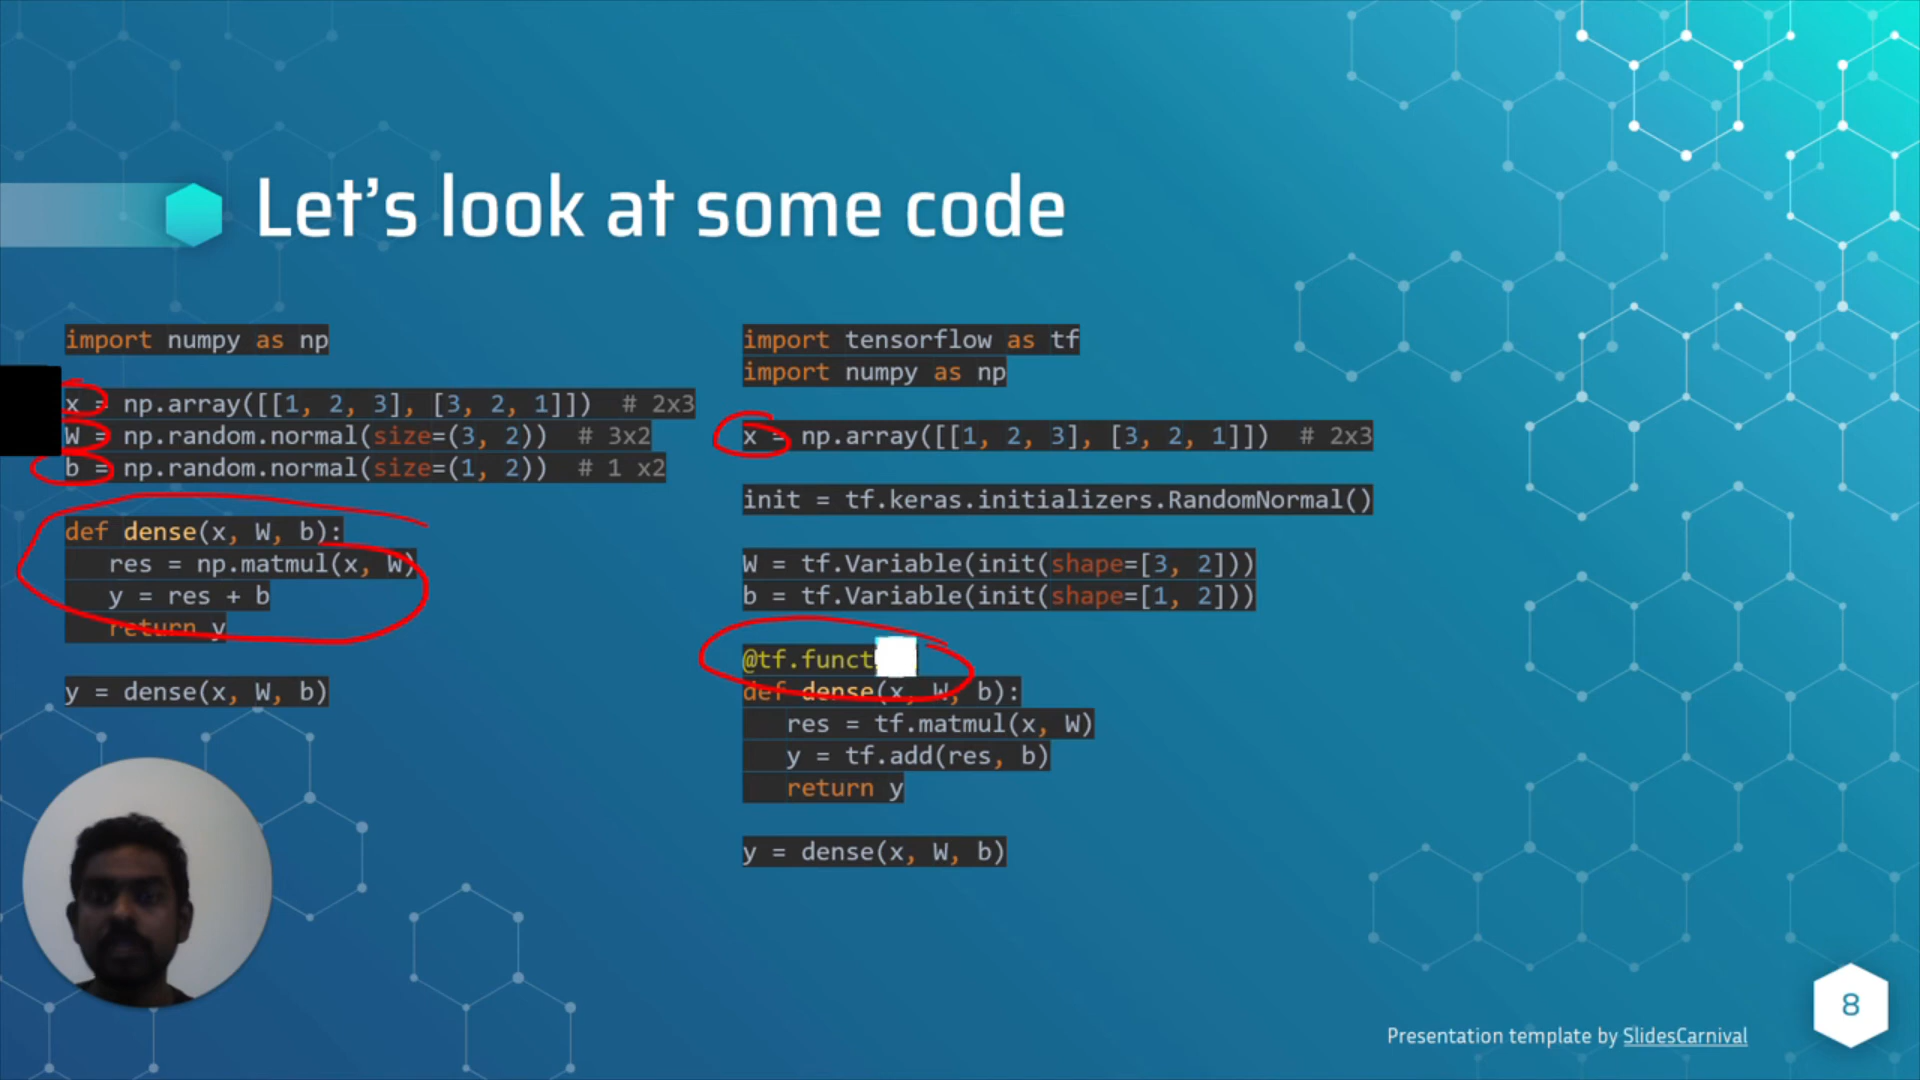 Let's look at some code
import numpy as np
x = np.array([[1, 2, 3], [3, 2, 1]]) # 2x3
W = np.random.normal(size=(3, 2)) # 3x2
b = np.random.normal(size=(1, 2)) # 1 x2
def dense(x, W, b):
res = np.matmul(x, W)
y = res + b
return y
y = dense(x, W, b)
import tensorflow as tf
import numpy as np
x = np.array([[1, 2, 3], [3, 2, 1]]) # 2x3
init = tf.keras.initializers.RandomNormal()
W = tf.Variable(init(shape=[3, 2]))
b = tf.Variable(init(shape=[1, 2]))
@tf.funct
def dense(x, W, b):
res = tf.matmul(x, W)
y = tf.add(res, b)
return y
y = dense(x, W, b)
8
Presentation template by SlidesCarnival